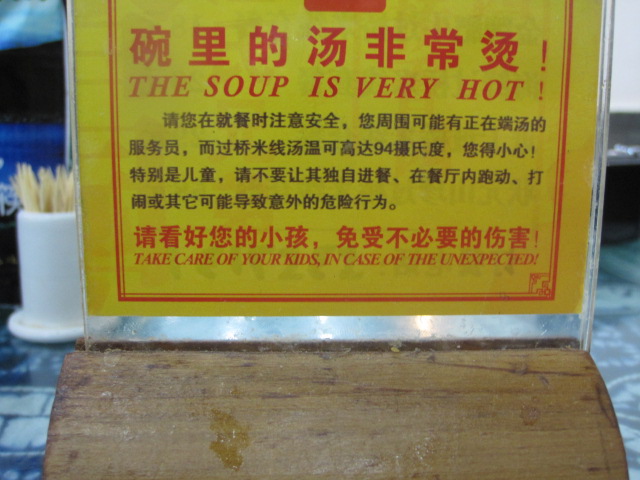 碗里的汤非常烫！
THE SOUP IS VERY HOT !
请您在就餐时注意安全，您周围可能有正在端汤的
服务员，而过桥米线汤温可高达94摄氏度，您得小心！
特别是儿童，请不要让其独自进餐、在餐厅内跑动、打
闹或其它可能导致意外的危险行为。
请看好您的小孩，免受不必要的伤害！
TAKE CARE OF YOUR KIDS, IN CASE OF THE UNEXPECTED!